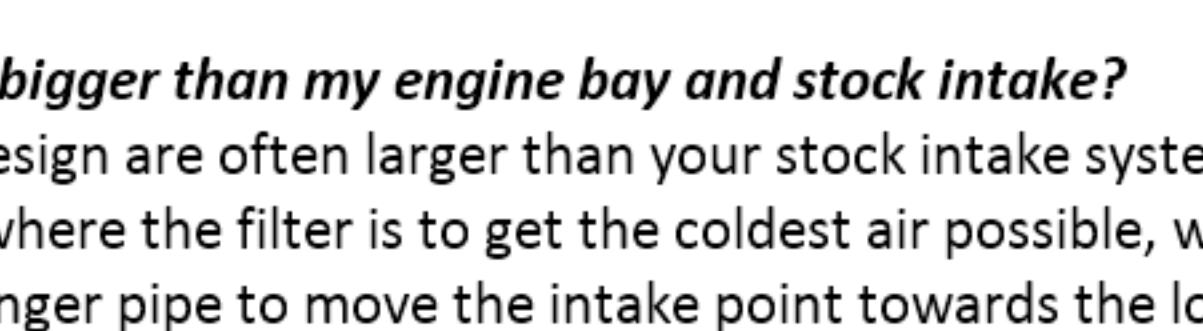 bigger than my engine bay and stock intake?
esign are often larger than your stock intake syste
where the filter is to get the coldest air possible, w
nger pipe to move the intake point towards the lo